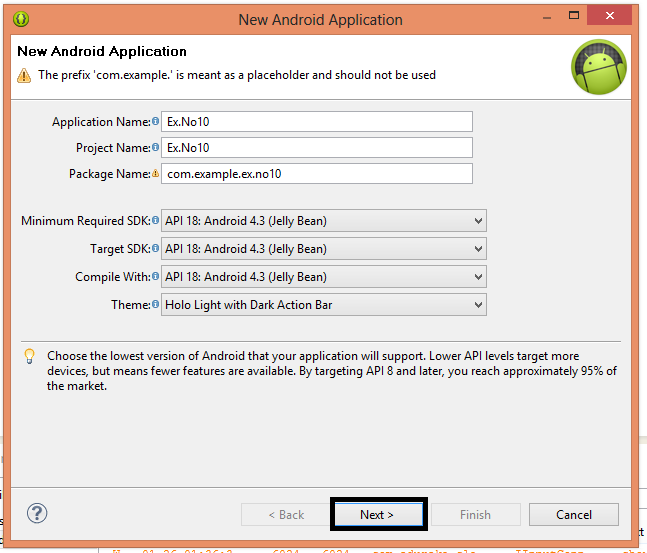 New Android Application
New Android Application
The prefix 'com.example.' is meant as a placeholder and should not be used
Application Name: Ex.No10
Project Name: Ex.No10
Package Name: com.example.ex.no10
Minimum Required SDK: API 18: Android 4.3 (Jelly Bean)
Target SDK: API 18: Android 4.3 (Jelly Bean)
Compile With: API 18: Android 4.3 (Jelly Bean)
Theme: Holo Light with Dark Action Bar
Choose the lowest version of Android that your application will support. Lower API levels target more
devices, but means fewer features are available. By targeting API 8 and later, you reach approximately 95% of
the market.
? < Back Next > Finish Cancel